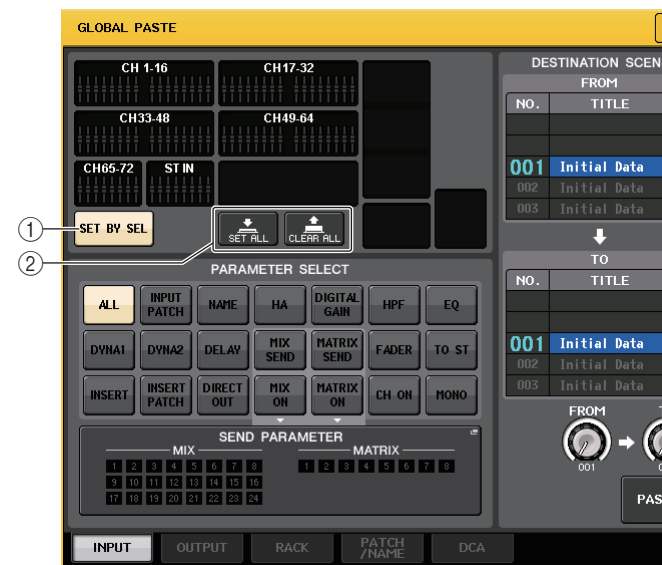 GLOBAL PASTE
CH 1-16
CH17-32
CH33-48
CH49-64
CH65-72
ST IN
1
SET BY SEL
2
SET ALL
CLEAR ALL
PARAMETER SELECT
ALL
INPUT PATCH
NAME
HA
DIGITAL GAIN
HPF
EQ
DYNA1
DYNA2
DELAY
MIX SEND
MATRIX SEND
FADER
TO ST
INSERT
INSERT PATCH
DIRECT OUT
MIX ON
MATRIX ON
CH ON
MONO
SEND PARAMETER
MIX
MATRIX
1 2 3 4 5 6 7 8
1 2 3 4 5 6 7 8
9 10 11 12 13 14 15 16
17 18 19 20 21 22 23 24
INPUT
OUTPUT
RACK
PATCH /NAME
DCA
DESTINATION SCEN
FROM
NO. TITLE
001 Initial Data
002 Initial Data
003 Initial Data
TO
NO. TITLE
001 Initial Data
002 Initial Data
003 Initial Data
FROM
001
PAS